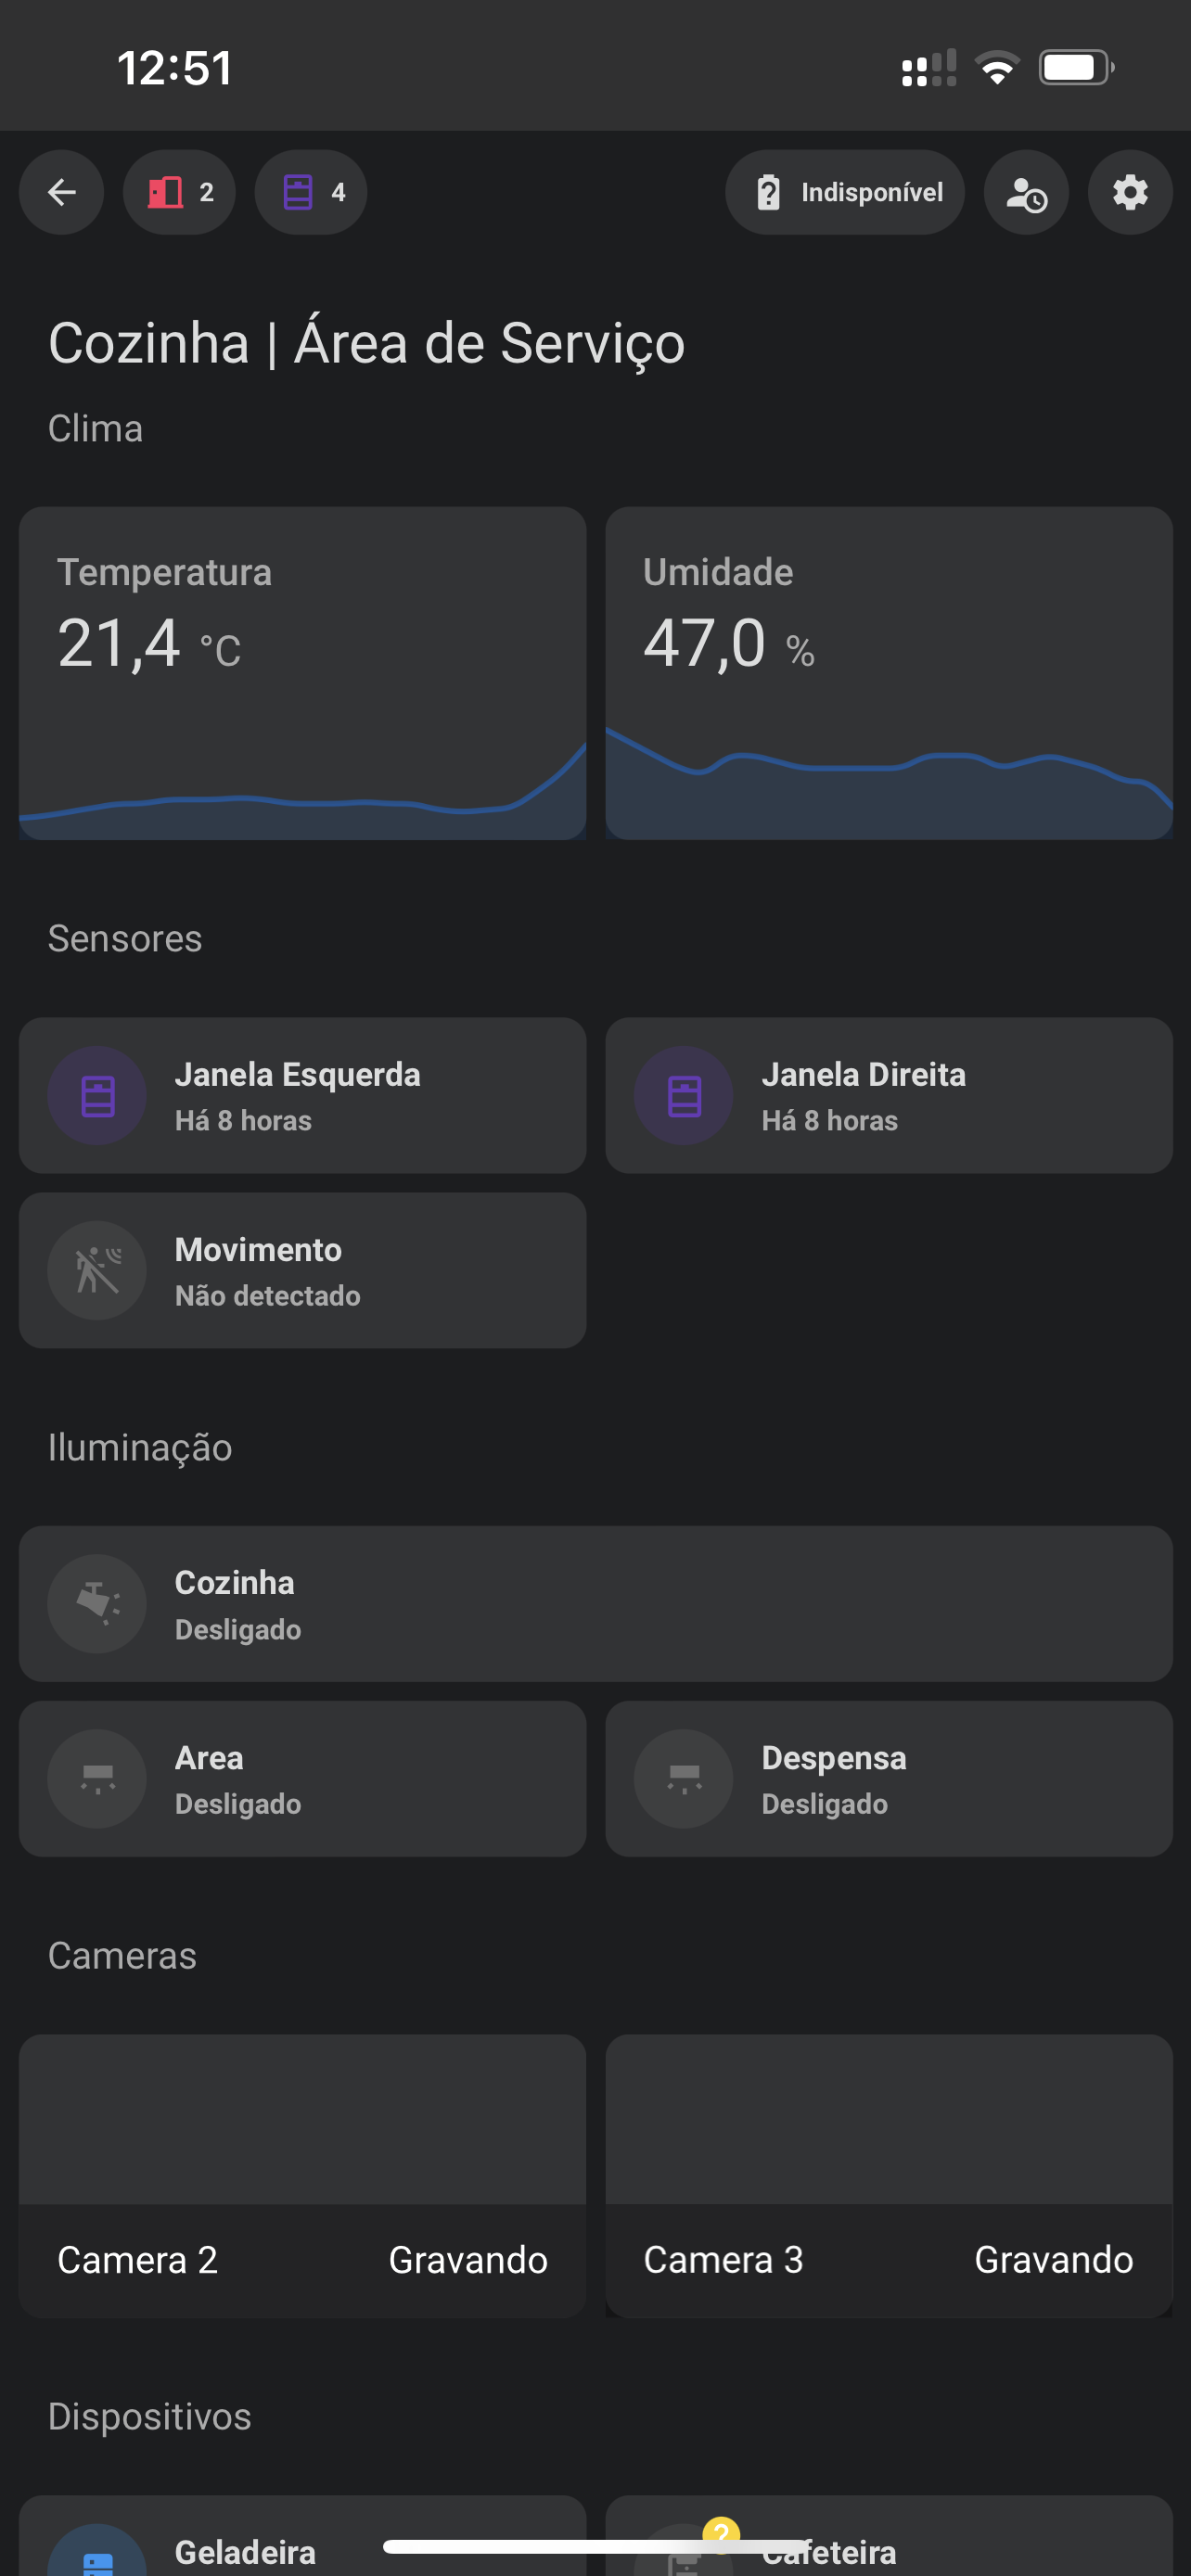 12:51
2
4
Indisponível
Cozinha | Área de Serviço
Clima
Temperatura
21,4 °C
Umidade
47,0 %
Sensores
Janela Esquerda
Há 8 horas
Janela Direita
Há 8 horas
Movimento
Não detectado
Iluminação
Cozinha
Desligado
Area
Desligado
Despensa
Desligado
Cameras
Camera 2
Gravando
Camera 3
Gravando
Dispositivos
Geladeira
?
Cafeteira